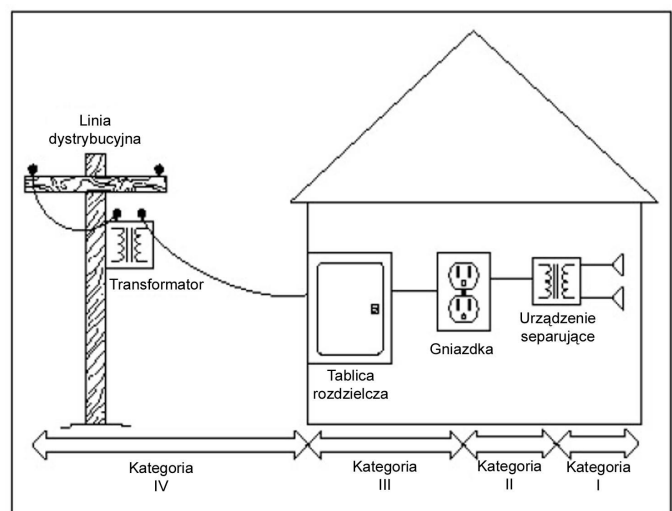 Linia
dystrybucyjna
Transformator
Tablica
rozdzielcza
Gniazdka
Urządzenie
separujące
Kategoria
IV
Kategoria
III
Kategoria
II
Kategoria
I